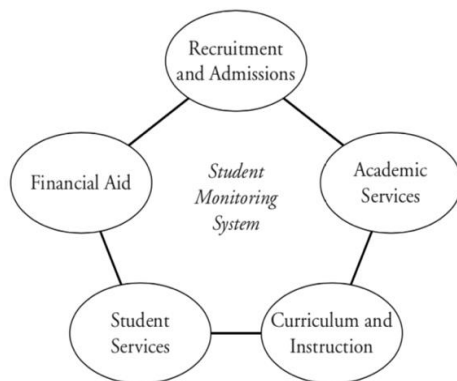 Recruitment
and Admissions
Financial Aid
Student
Monitoring
System
Academic
Services
Student
Services
Curriculum and
Instruction